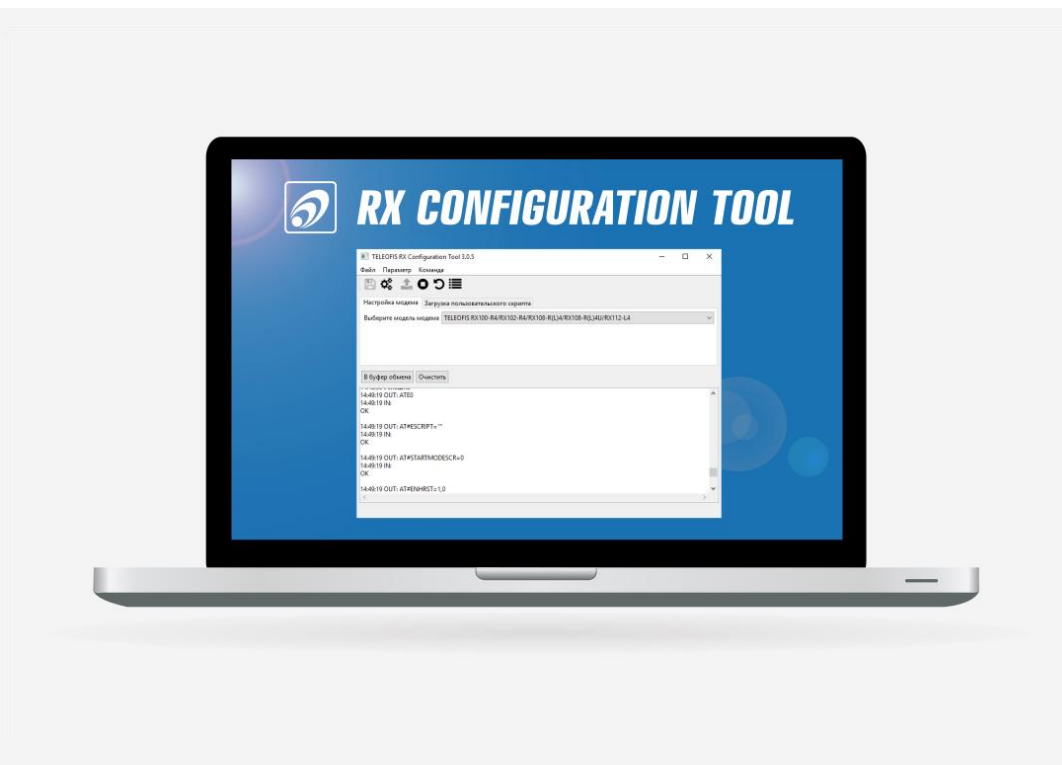 RX CONFIGURATION TOOL
TELEOFIS RX Configuration Tool 3.0.5
Файл Параметр Команда
Настройка модема Загрузка пользовательского скрипта
Выберите модель модема TELEOFIS RX100-R4/RX102-R4/RX108-R(L)4/RX108-R(L)4U/RX112-L4
В буфер обмена Очистить
14:49:19 OUT: ATE0
14:49:19 IN:
OK
14:49:19 OUT: AT#ESCRIPT=""
14:49:19 IN:
OK
14:49:19 OUT: AT#STARTMODESCR=0
14:49:19 IN:
OK
14:49:19 OUT: AT#ENHRST=1,0